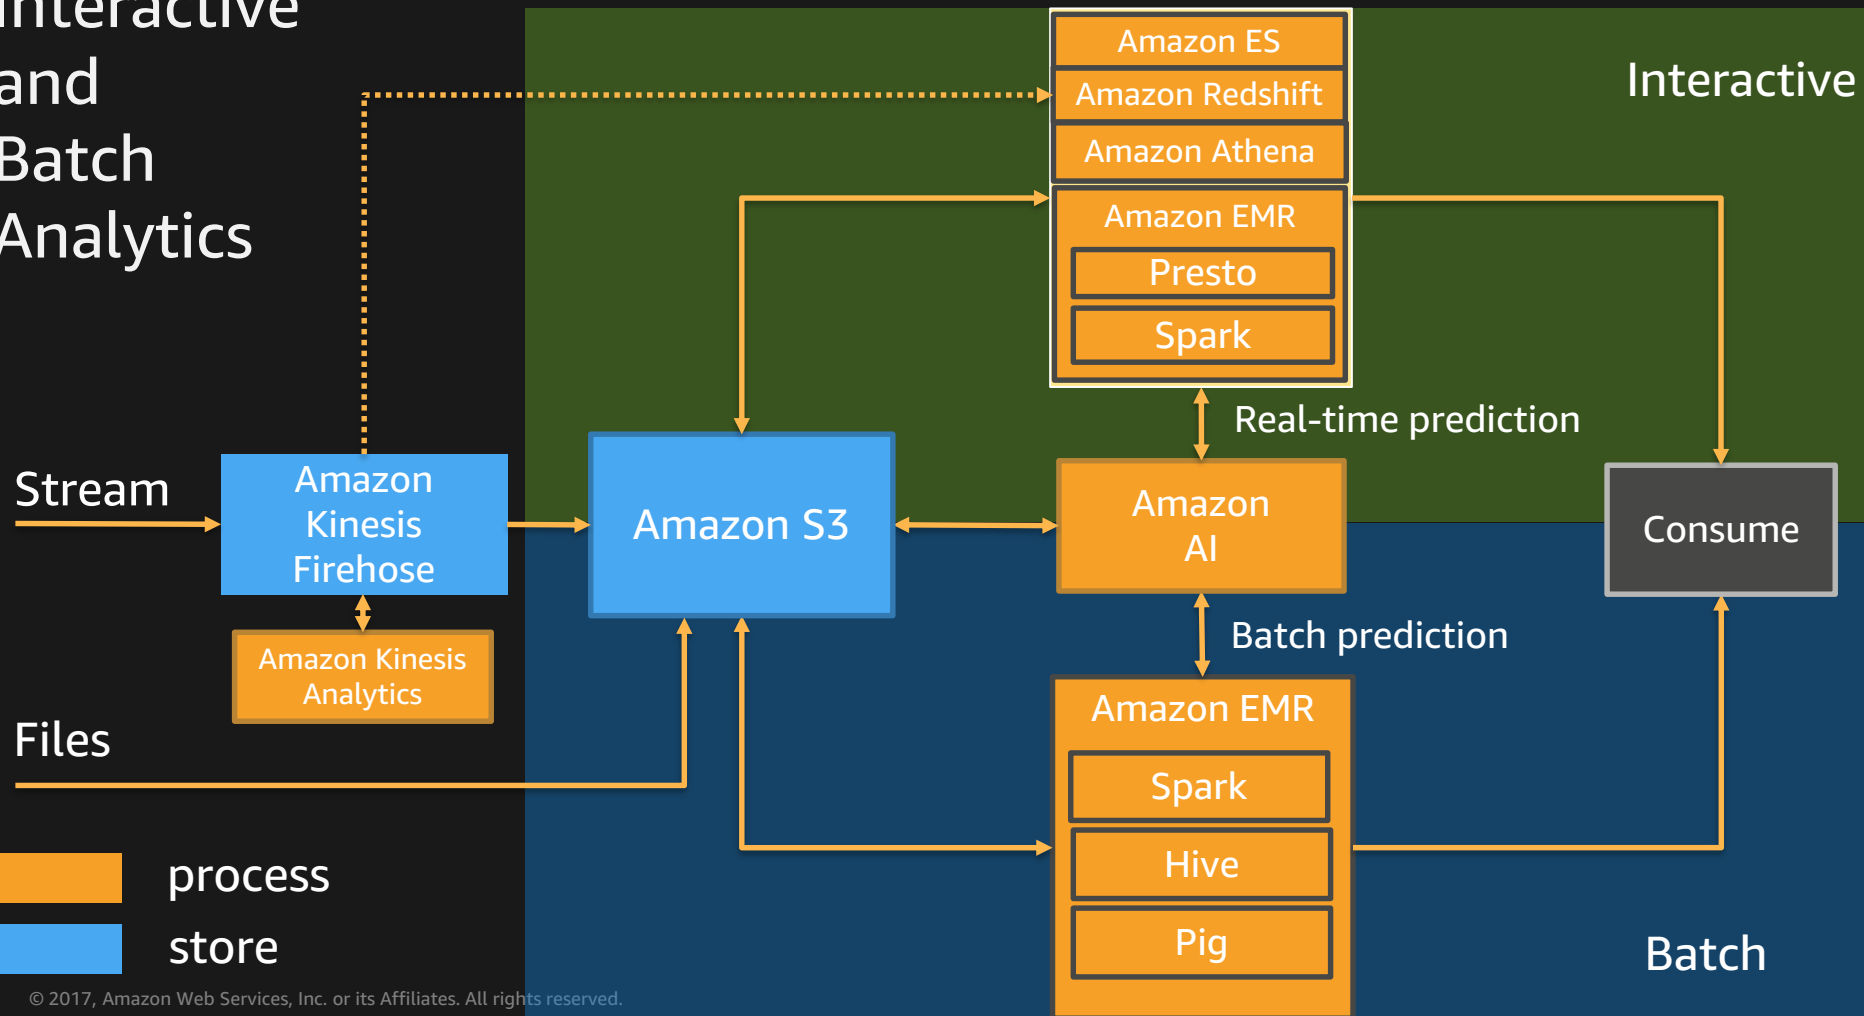 Interactive
and
Batch
Analytics
Amazon ES
Amazon Redshift
Amazon Athena
Amazon EMR
Presto
Spark
Interactive
Real-time prediction
Stream
Amazon
Kinesis
Firehose
Amazon S3
Amazon
AI
Consume
Amazon Kinesis
Analytics
Batch prediction
Files
Amazon EMR
Spark
Hive
Pig
process
store
Batch
© 2017, Amazon Web Services, Inc. or its Affiliates. All rights reserved.